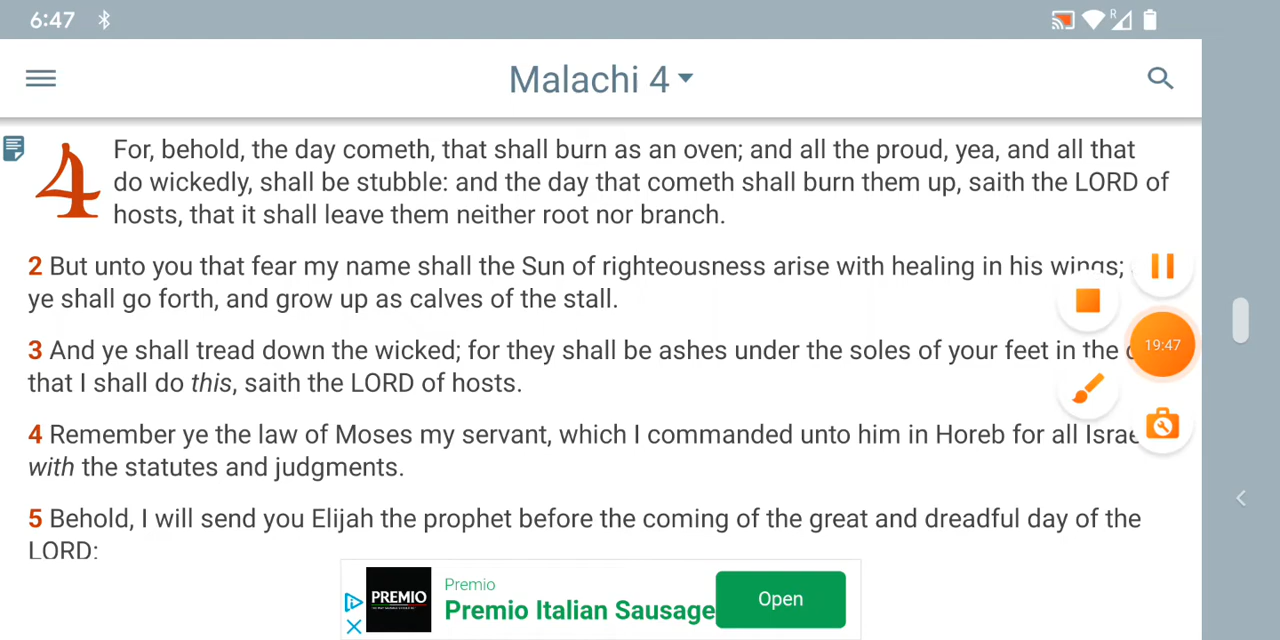 6:47
R
Malachi 4
4 For, behold, the day cometh, that shall burn as an oven; and all the proud, yea, and all that
do wickedly, shall be stubble: and the day that cometh shall burn them up, saith the LORD of
hosts, that it shall leave them neither root nor branch.
2 But unto you that fear my name shall the Sun of righteousness arise with healing in his wings;
ye shall go forth, and grow up as calves of the stall.
3 And ye shall tread down the wicked; for they shall be ashes under the soles of your feet in the
19:47
that I shall do this, saith the LORD of hosts.
4 Remember ye the law of Moses my servant, which I commanded unto him in Horeb for all
with the statutes and judgments.
5 Behold, I will send you Elijah the prophet before the coming of the great and dreadful day of the
LORD:
PREMIO
Premio
Premio Italian Sausage
Open